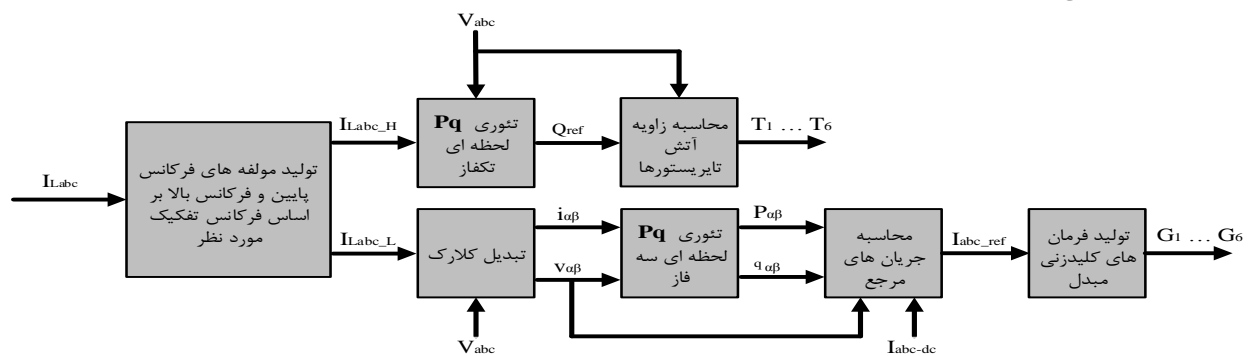 Vabc
ILabc
تولید مولفه های فرکانس
پایین و فرکانس بالا بر
اساس فرکانس تفکیک
مورد نظر
ILabc_H
تئوری Pq
لحظه ای
تکفاز
Qref
محاسبه زاویه
آتش
تایریستورها
T1 ... T6
ILabc_L
تبدیل کلارک
iαβ
vαβ
تئوری Pq
لحظه ای سه
فاز
Pαβ
qαβ
محاسبه
جریان های
مرجع
Iabc_ref
تولید فرمان
های کلیدزنی
مبدل
G1 ... G6
Vabc
Iabc-dc